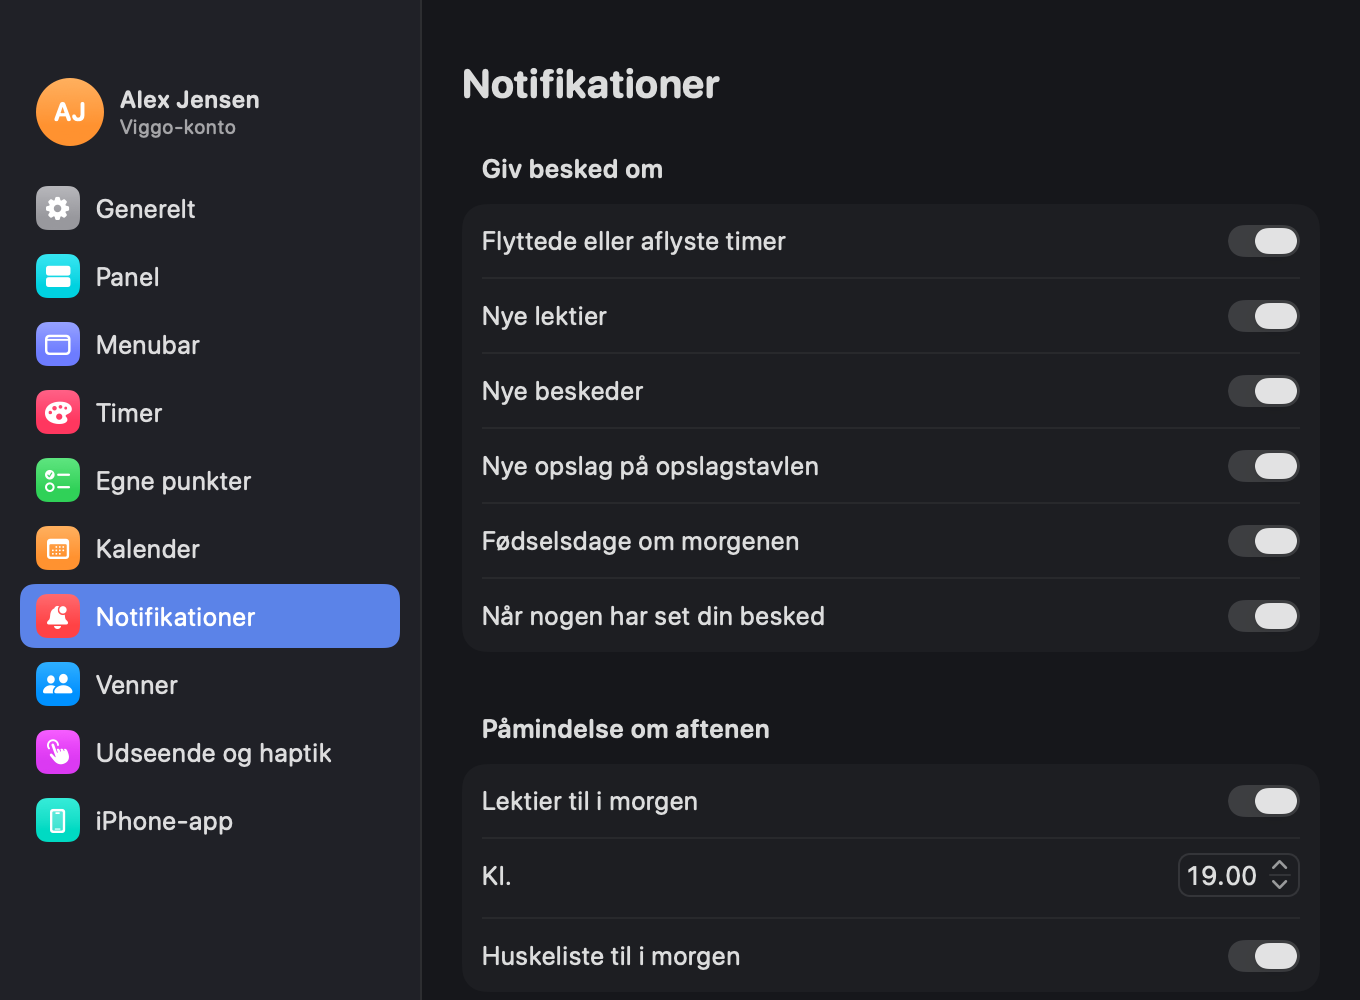 AJ
Alex Jensen
Viggo-konto
Generelt
Panel
Menubar
Timer
Egne punkter
Kalender
Notifikationer
Venner
Udseende og haptik
iPhone-app
Notifikationer
Giv besked om
Flyttede eller aflyste timer
Nye lektier
Nye beskeder
Nye opslag på opslagstavlen
Fødselsdage om morgenen
Når nogen har set din besked
Påmindelse om aftenen
Lektier til i morgen
Kl. 19.00
Huskeliste til i morgen